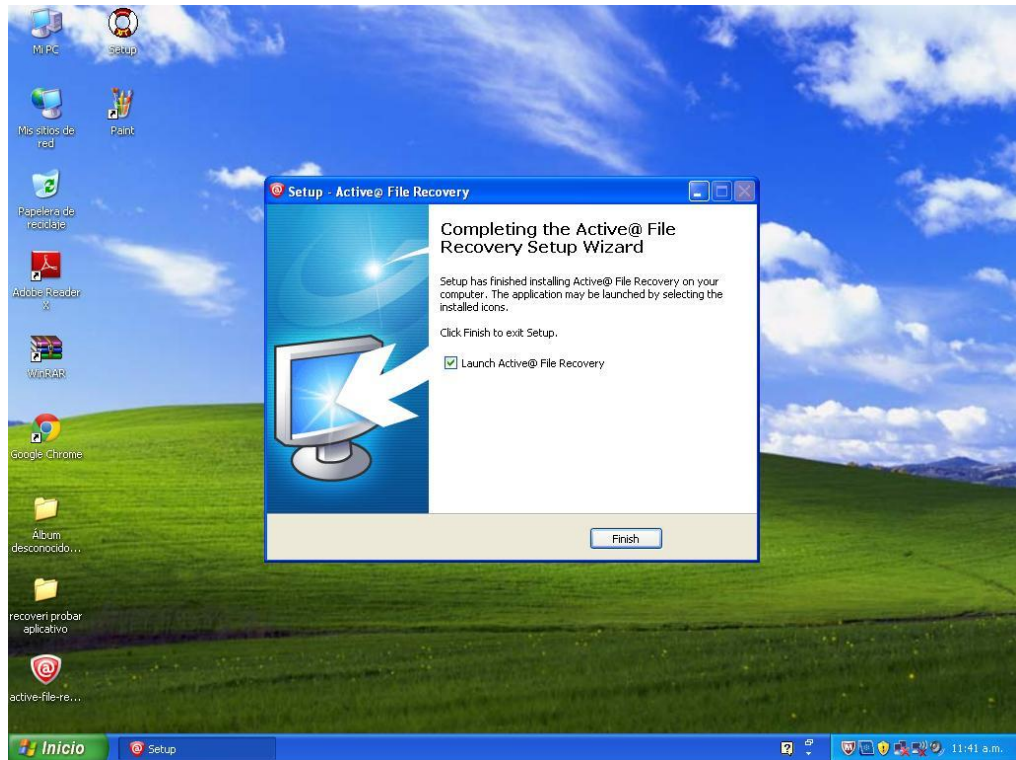 Mi PC
Setup
Mis sitios de
red
Paint
Papelera de
reciclaje
Adobe Reader
X
WinRAR
Google Chrome
Álbum
desconocido...
recoveri probar
aplicativo
active-file-re...
Setup - Active@ File Recovery
Completing the Active@ File
Recovery Setup Wizard
Setup has finished installing Active@ File Recovery on your
computer. The application may be launched by selecting the
installed icons.
Click Finish to exit Setup.
Launch Active@ File Recovery
Finish
Inicio
Setup
11:41 a.m.